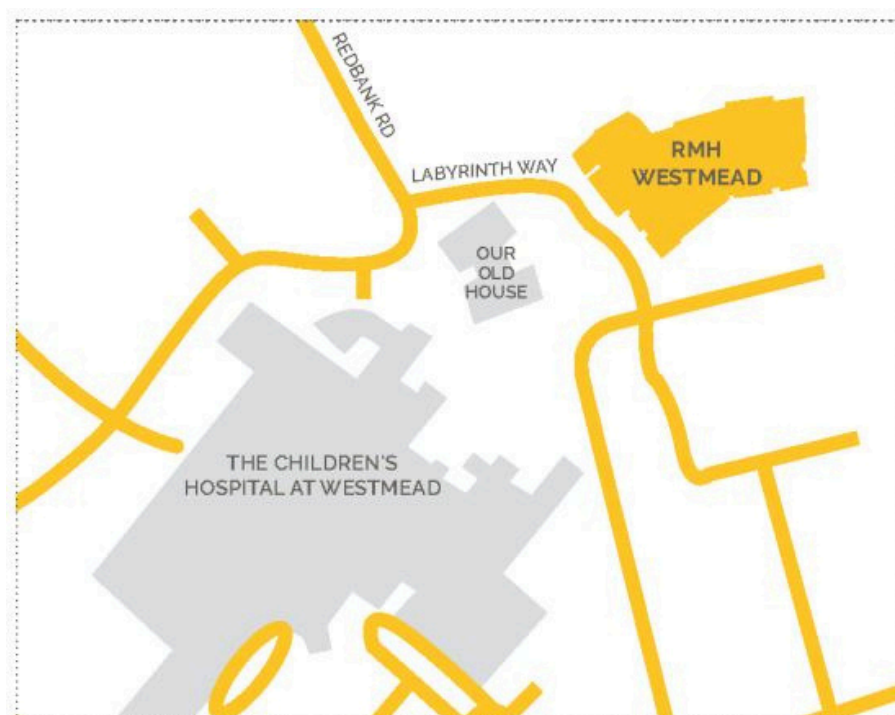 REDBANK RD
LABYRINTH WAY
RMH
WESTMEAD
OUR
OLD
HOUSE
THE CHILDREN'S
HOSPITAL AT WESTMEAD